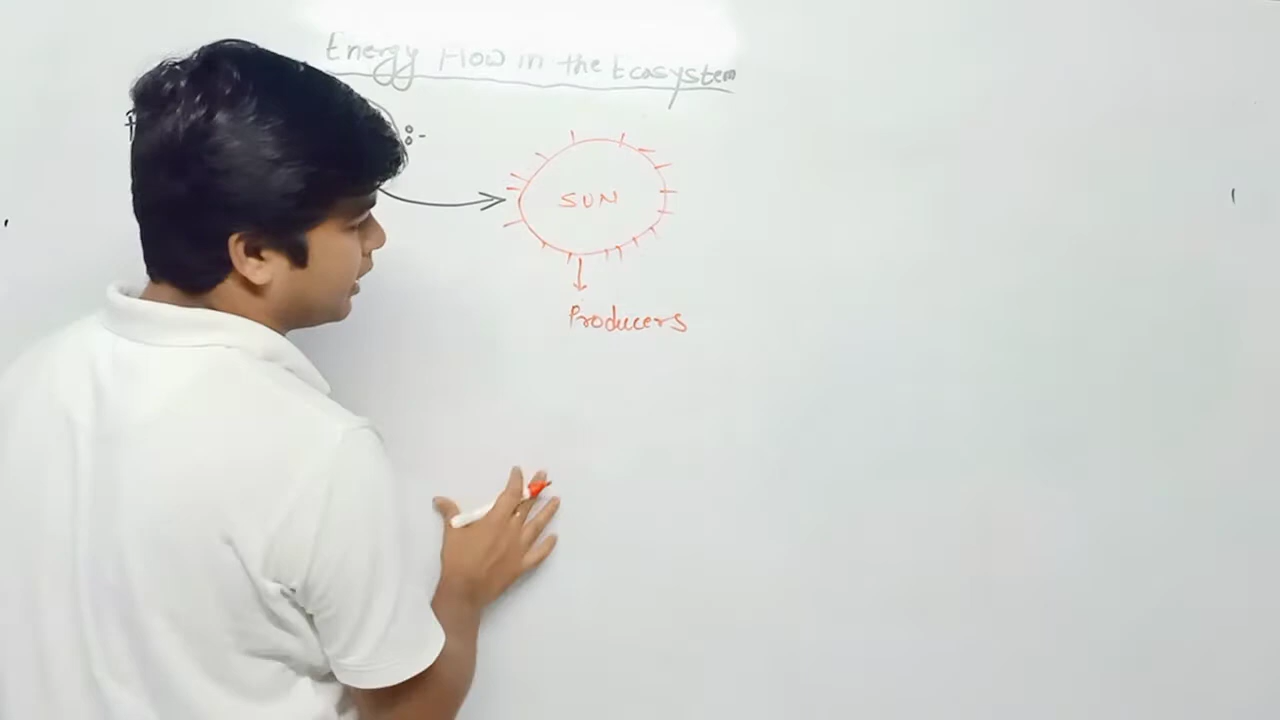 Energy Flow in the Ecosystem
:-
SUN
Producers